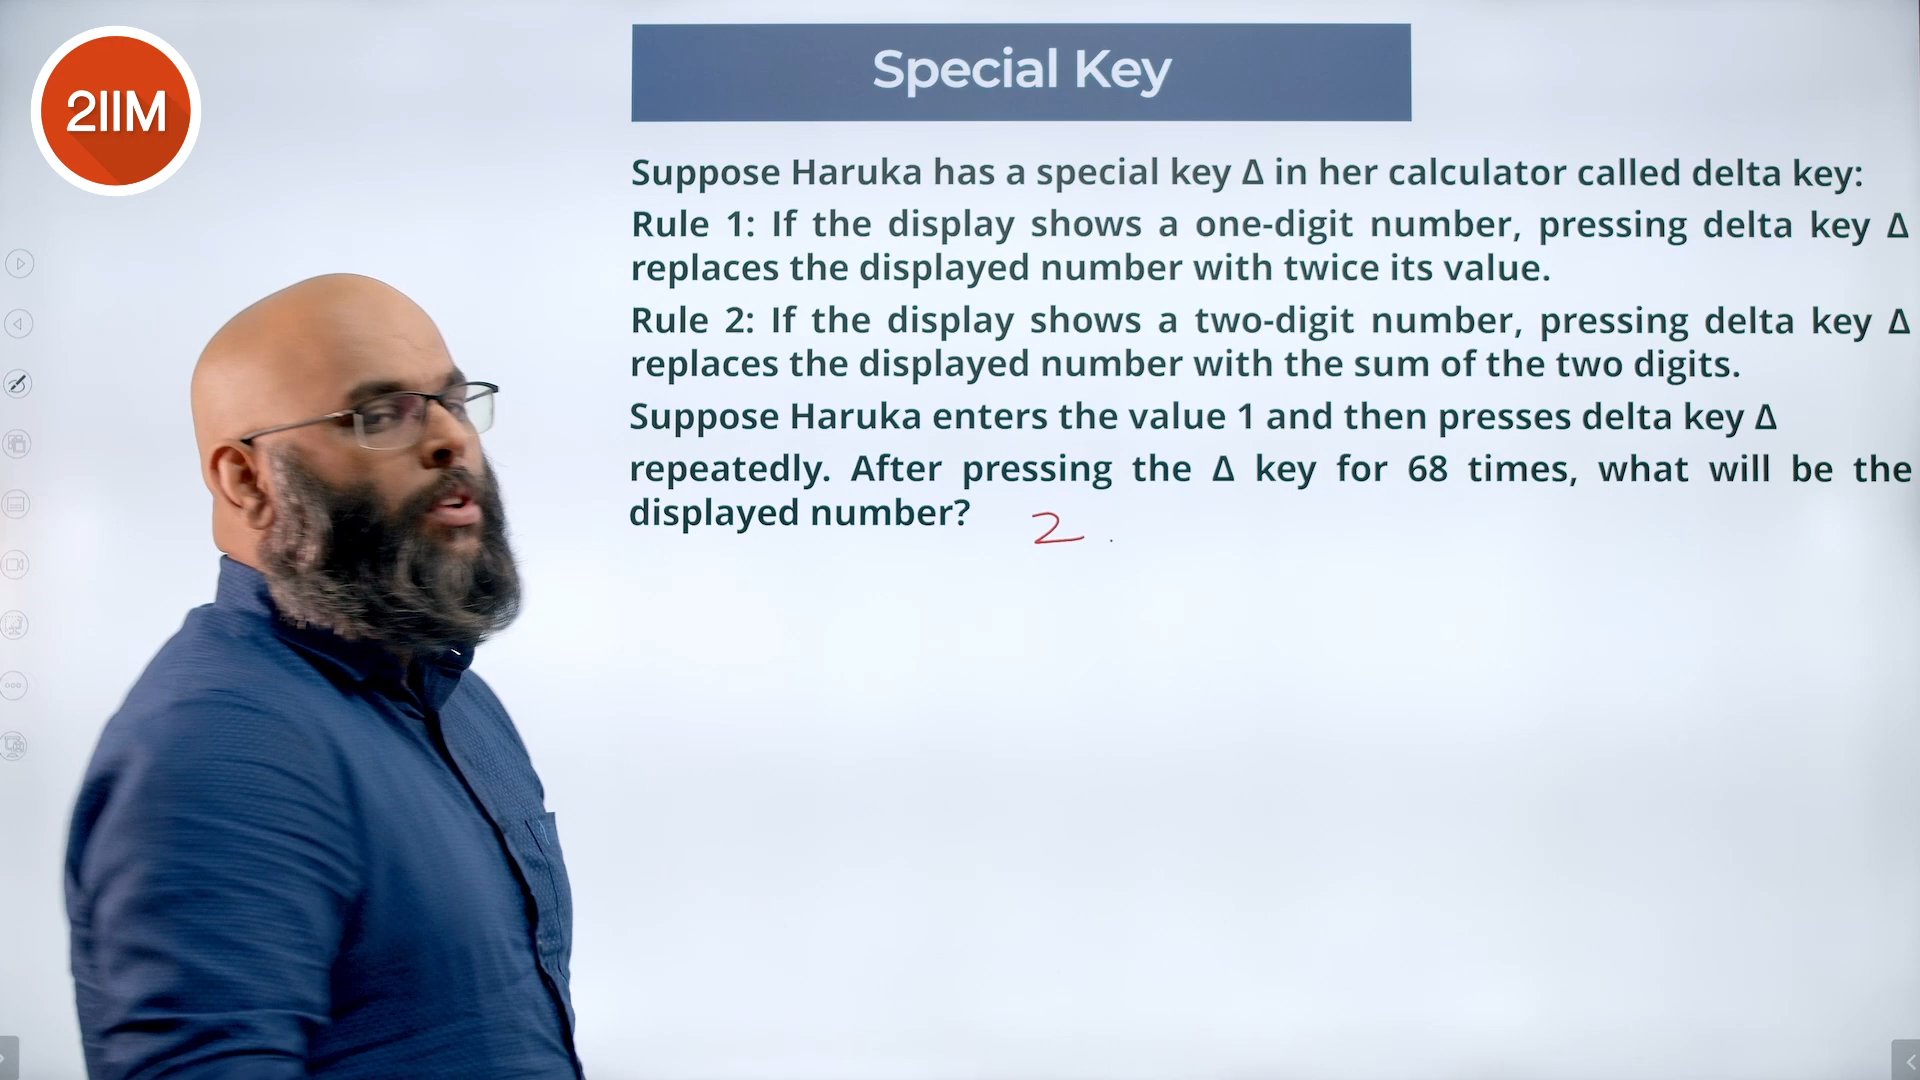 2IIM
Special Key
Suppose Haruka has a special key Δ in her calculator called delta key:
Rule 1: If the display shows a one-digit number, pressing delta key Δ
replaces the displayed number with twice its value.
Rule 2: If the display shows a two-digit number, pressing delta key Δ
replaces the displayed number with the sum of the two digits.
Suppose Haruka enters the value 1 and then presses delta key Δ
repeatedly. After pressing the Δ key for 68 times, what will be the
displayed number?
2